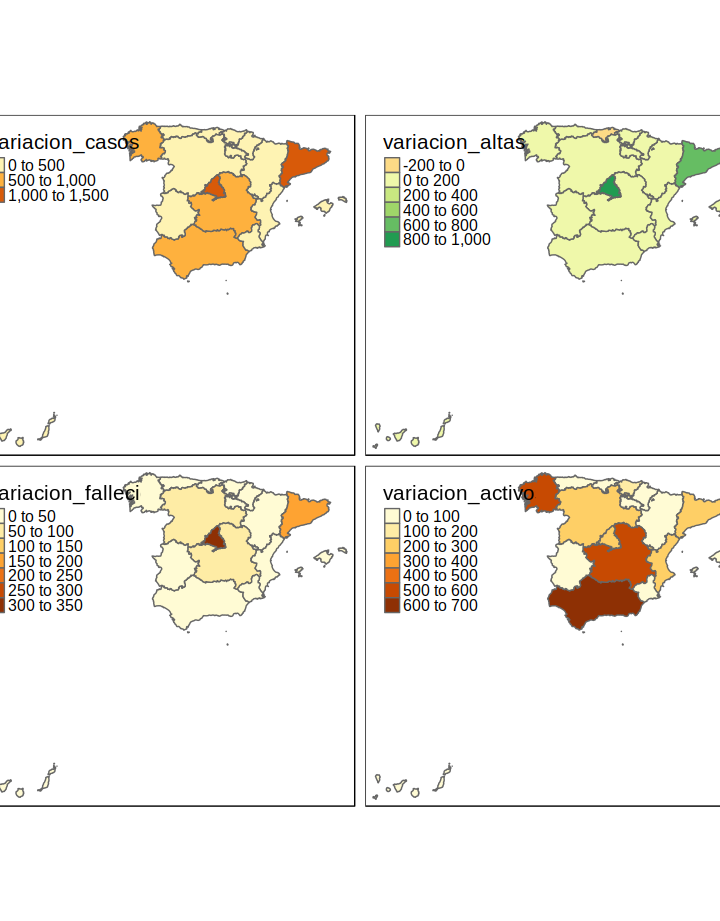 ariacion_casos
0 to 500
500 to 1,000
1,000 to 1,500
variacion_altas
-200 to 0
0 to 200
200 to 400
400 to 600
600 to 800
800 to 1,000
ariacion_falleci
0 to 50
50 to 100
100 to 150
150 to 200
200 to 250
250 to 300
300 to 350
variacion_activo
0 to 100
100 to 200
200 to 300
300 to 400
400 to 500
500 to 600
600 to 700